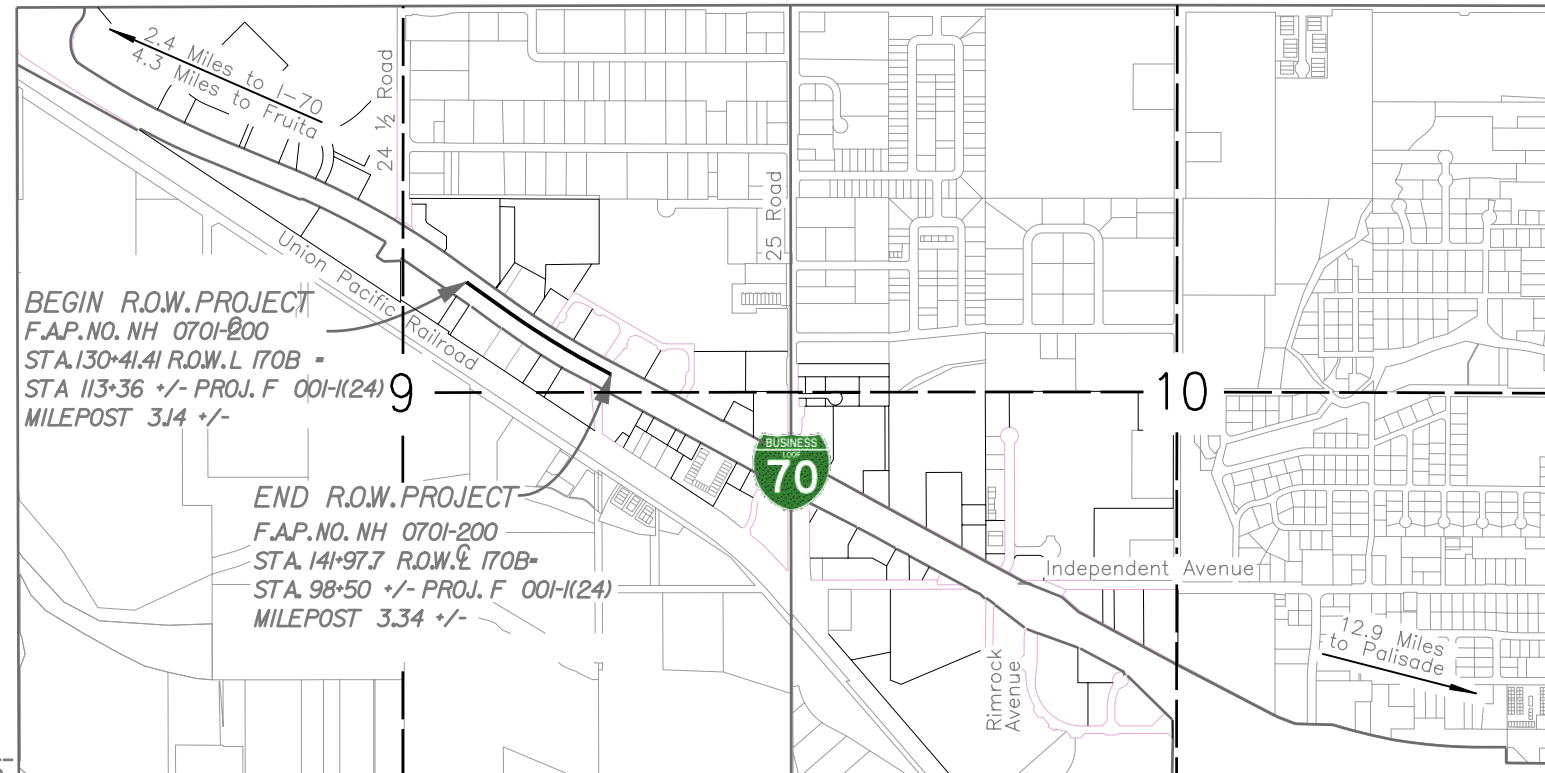 2.4 Miles to I-70
4.3 Miles to Fruita
24 ½ Road
25 Road
Union Pacific Railroad
BEGIN R.O.W. PROJECT
F.A.P. NO. NH 0701-200
STA. 130+41.41 R.O.W. ℄ I70B =
STA 113+36 +/- PROJ. F 001-1(24)
MILEPOST 3.14 +/-
9
10
BUSINESS
LOOP
70
END R.O.W. PROJECT
F.A.P. NO. NH 0701-200
STA. 141+97.7 R.O.W. ℄ I70B=
STA. 98+50 +/- PROJ. F 001-1(24)
MILEPOST 3.34 +/-
Independent Avenue
Rimrock
Avenue
12.9 Miles
to Palisade